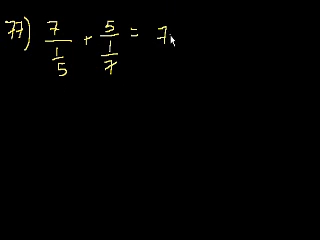 77) 7/(1/5) + 5/(1/7) = 7